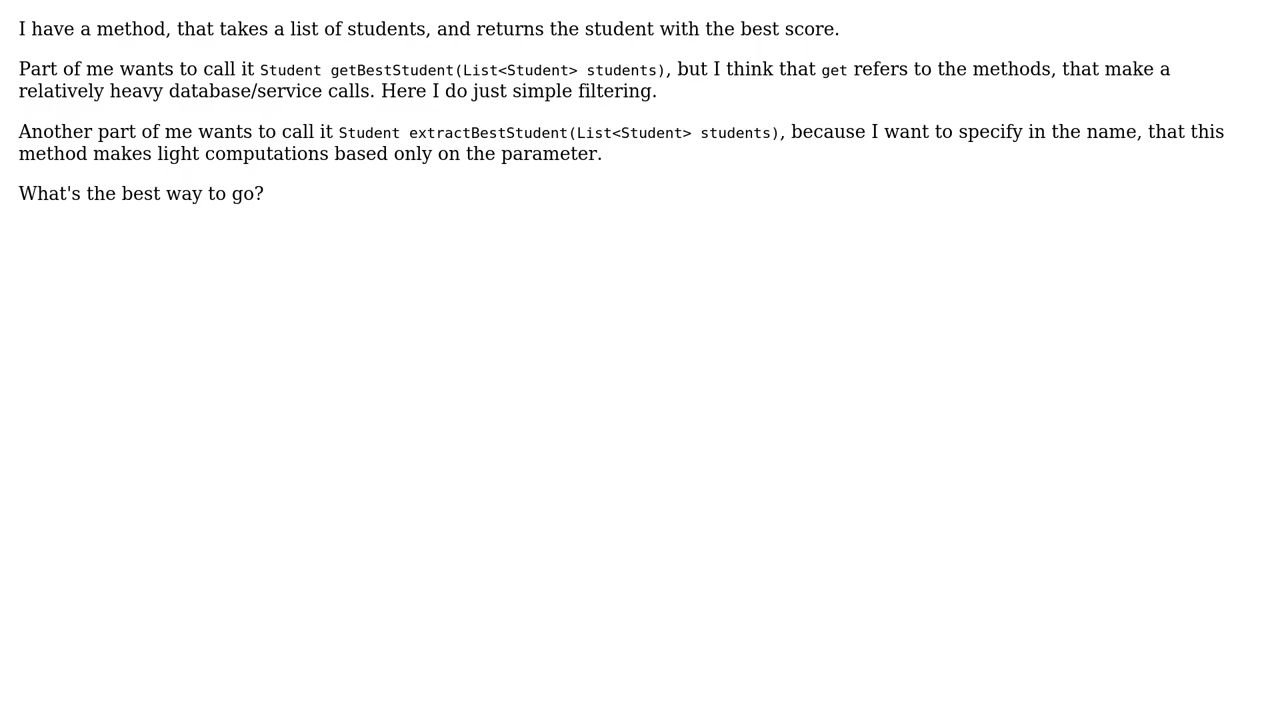 I have a method, that takes a list of students, and returns the student with the best score.
Part of me wants to call it Student getBestStudent(List<Student> students), but I think that get refers to the methods, that make a
relatively heavy database/service calls. Here I do just simple filtering.
Another part of me wants to call it Student extractBestStudent(List<Student> students), because I want to specify in the name, that this
method makes light computations based only on the parameter.
What's the best way to go?